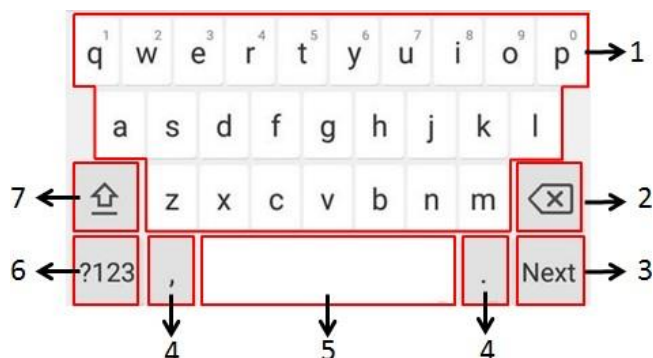 1 2 3 4 5 6 7 8 9 0
q w e r t y u i o p 1
a s d f g h j k l
7 z x c v b n m 2
6 ?123 , . Next 3
4 5 4